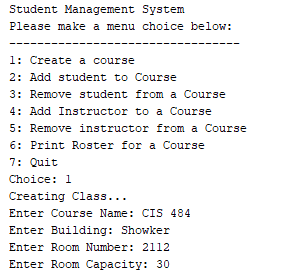 Student Management System
Please make a menu choice below:
-------------------------------
1: Create a course
2: Add student to Course
3: Remove student from a Course
4: Add Instructor to a Course
5: Remove instructor from a Course
6: Print Roster for a Course
7: Quit
Choice: 1
Creating Class...
Enter Course Name: CIS 484
Enter Building: Showker
Enter Room Number: 2112
Enter Room Capacity: 30